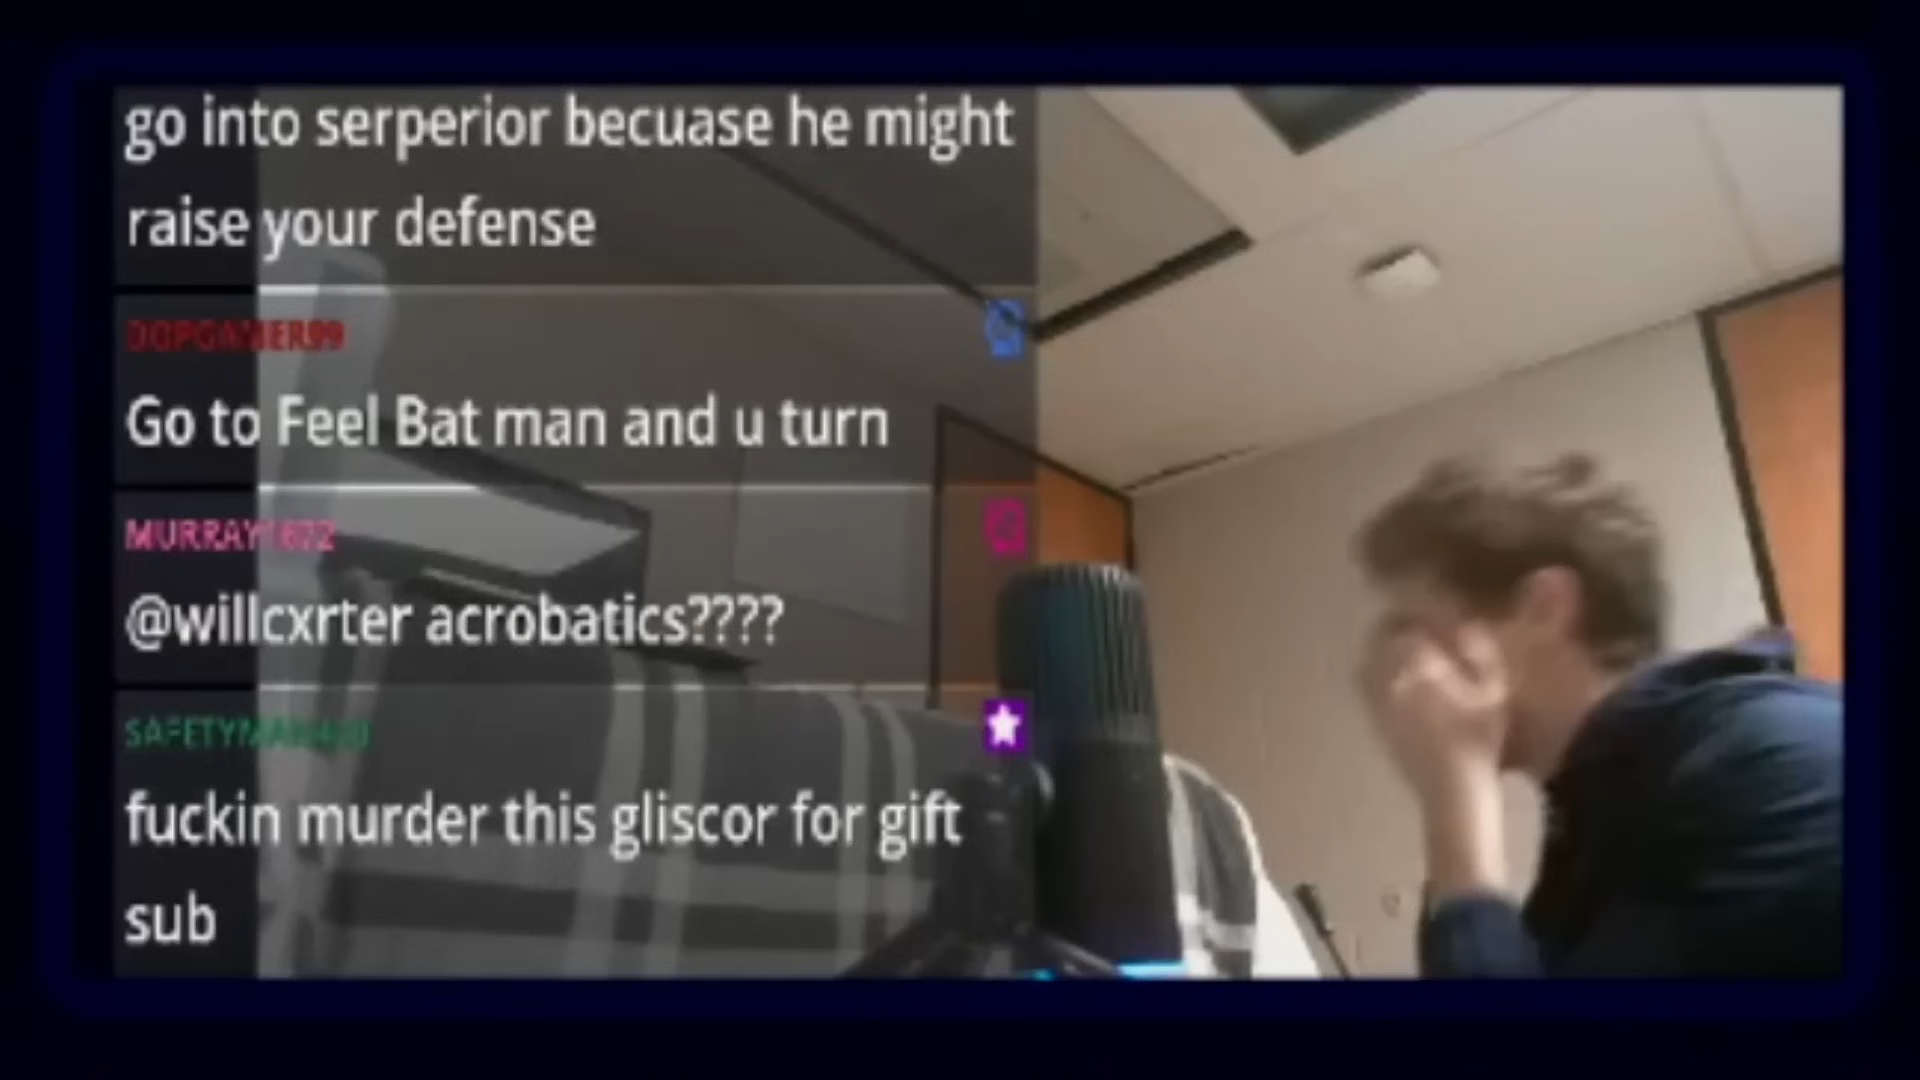 go into serperior becuase he might
raise your defense
Go to Feel Bat man and u turn
MURRAY1672
@willcxrter acrobatics????
fuckin murder this gliscor for gift
sub